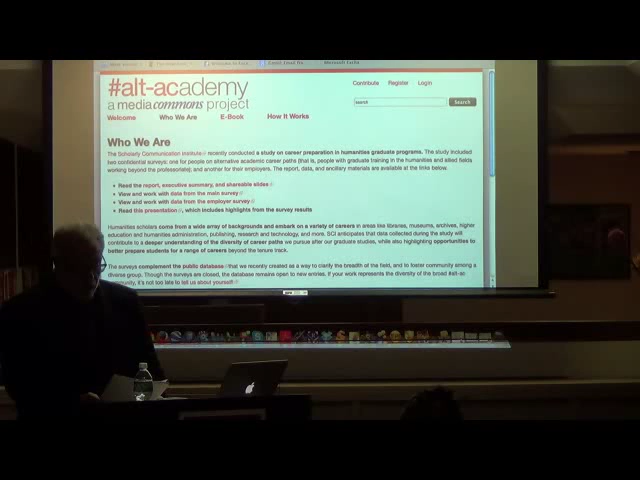 #alt-academy
a mediacommons project
Contribute Register Login
search Search
Welcome Who We Are E-Book How It Works
Who We Are
The Scholarly Communication Institute recently conducted a study on career preparation in humanities graduate programs. The study included
two confidential surveys: one for people on alternative academic career paths (that is, people with graduate training in the humanities and allied fields
working beyond the professoriate); and another for their employers. The report, data, and ancillary materials are available at the links below.
• Read the report, executive summary, and shareable slides
• View and work with data from the main survey
• View and work with data from the employer survey
• Read this presentation, which includes highlights from the survey results
Humanities scholars come from a wide array of backgrounds and embark on a variety of careers in areas like libraries, museums, archives, higher
education and humanities administration, publishing, research and technology, and more. SCI anticipates that data collected during the study will
contribute to a deeper understanding of the diversity of career paths we pursue after our graduate studies, while also highlighting opportunities to
better prepare students for a range of careers beyond the tenure track.
The surveys complement the public database that we recently created as a way to clarify the breadth of the field, and to foster community among a
diverse group. Though the surveys are closed, the database remains open to new entries. If your work represents the diversity of the broad #alt-ac
community, it's not too late to tell us about yourself!